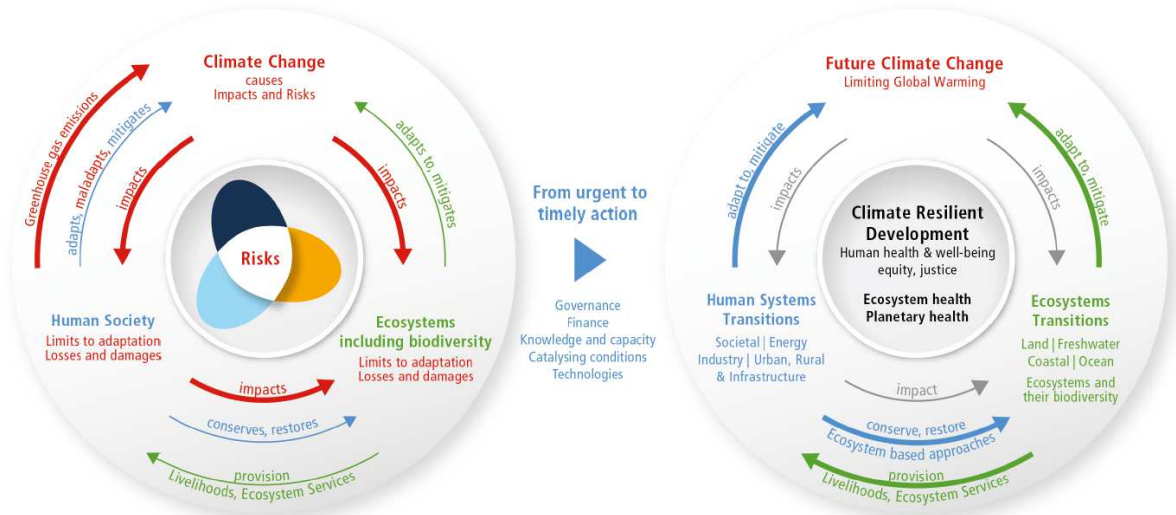 Climate Change
causes
Impacts and Risks
Greenhouse gas emissions
adapts, maladapts, mitigates
impacts
impacts
adapts to, mitigates
Risks
Human Society
Limits to adaptation
Losses and damages
Ecosystems
including biodiversity
Limits to adaptation
Losses and damages
impacts
conserves, restores
provision
Livelihoods, Ecosystem Services
From urgent to
timely action
Governance
Finance
Knowledge and capacity
Catalysing conditions
Technologies
Future Climate Change
Limiting Global Warming
adapt to, mitigate
impacts
impacts
adapt to, mitigate
Climate Resilient
Development
Human health & well-being
equity, justice
Ecosystem health
Planetary health
Human Systems
Transitions
Societal | Energy
Industry | Urban, Rural
& Infrastructure
Ecosystems
Transitions
Land | Freshwater
Coastal | Ocean
Ecosystems and
their biodiversity
impact
conserve, restore
Ecosystem based approaches
provision
Livelihoods, Ecosystem Services